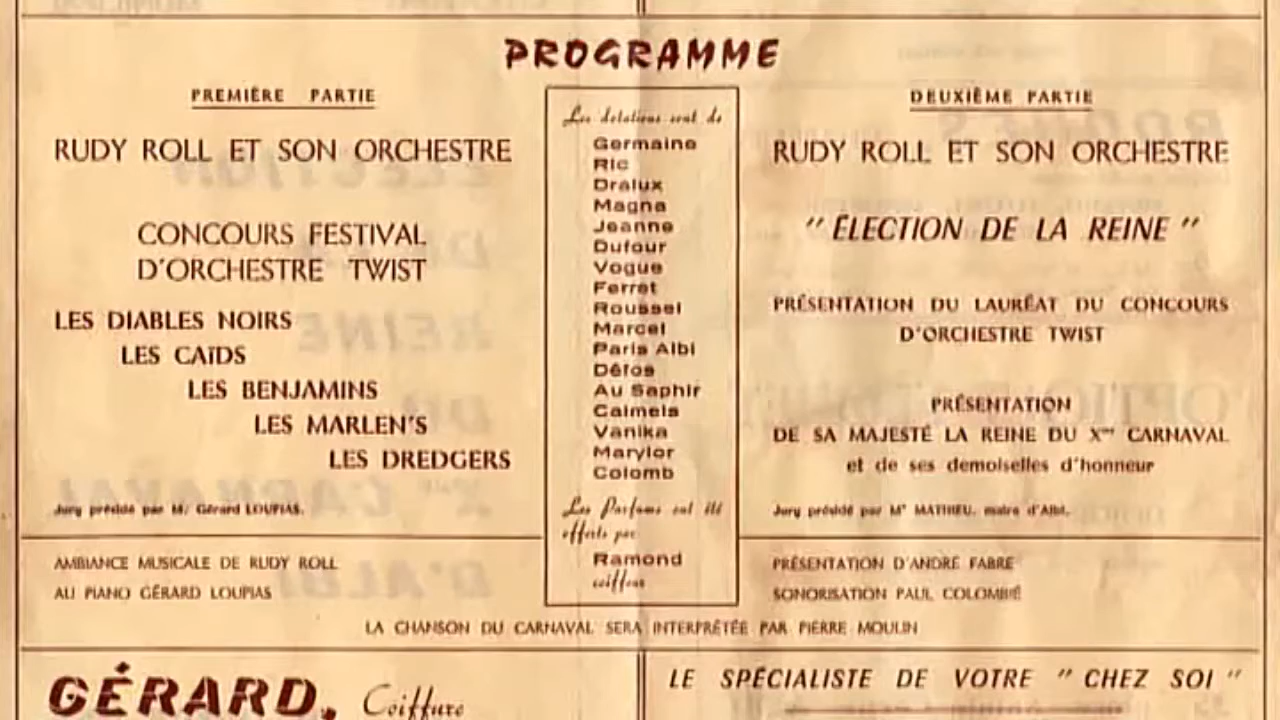 PROGRAMME
PREMIÈRE PARTIE
RUDY ROLL ET SON ORCHESTRE
CONCOURS FESTIVAL
D'ORCHESTRE TWIST
LES DIABLES NOIRS
LES CAÏDS
LES BENJAMINS
LES MARLEN'S
LES DREDGERS
Jury présidé par M. Gérard LOUPIAS.
AMBIANCE MUSICALE DE RUDY ROLL
AU PIANO GÉRARD LOUPIAS
Les dotations sont de
Germaine
Ric
Dralux
Magna
Jeanne
Dufour
Vogue
Ferret
Roussel
Marcel
Paris Albi
Défos
Au Saphir
Calmels
Vanika
Marylor
Colomb
Les Parfums ont été
offerts par
Ramond
coiffeur
DEUXIÈME PARTIE
RUDY ROLL ET SON ORCHESTRE
" ÉLECTION DE LA REINE "
PRÉSENTATION DU LAURÉAT DU CONCOURS
D'ORCHESTRE TWIST
PRÉSENTATION
DE SA MAJESTÉ LA REINE DU Xme CARNAVAL
et de ses demoiselles d'honneur
Jury présidé par Me MATHIEU, maire d'Albi.
PRÉSENTATION D'ANDRÉ FABRE
SONORISATION PAUL COLOMBIÉ
LA CHANSON DU CARNAVAL SERA INTERPRÉTÉE PAR PIERRE MOULIN
GÉRARD, Coiffure
LE SPÉCIALISTE DE VOTRE " CHEZ SOI "